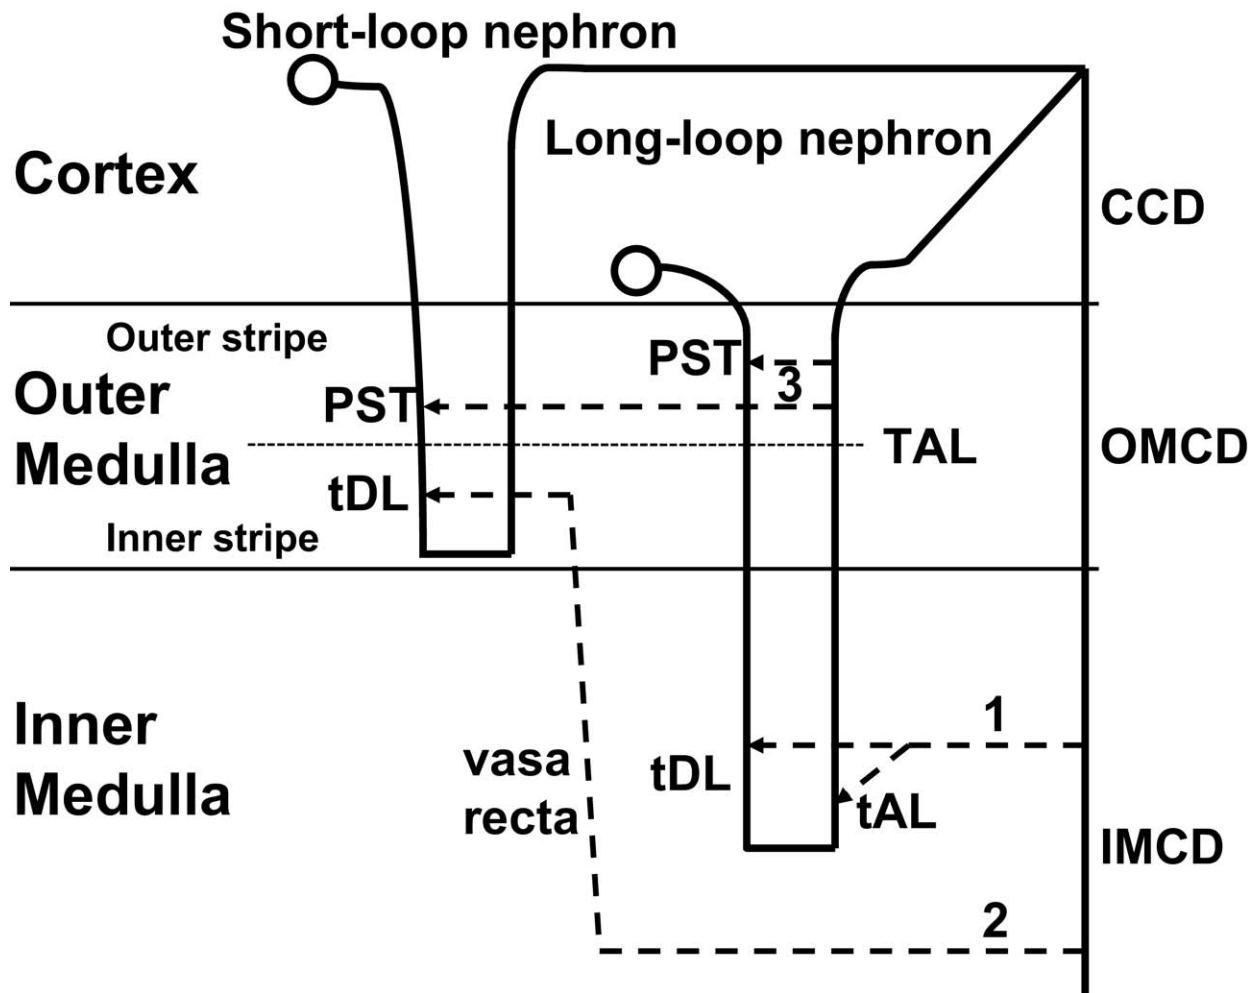 Short-loop nephron
Long-loop nephron
Cortex
CCD
Outer stripe
PST
3
Outer
Medulla
PST
TAL
OMCD
tDL
Inner stripe
Inner
Medulla
1
vasa
recta
tDL
tAL
IMCD
2